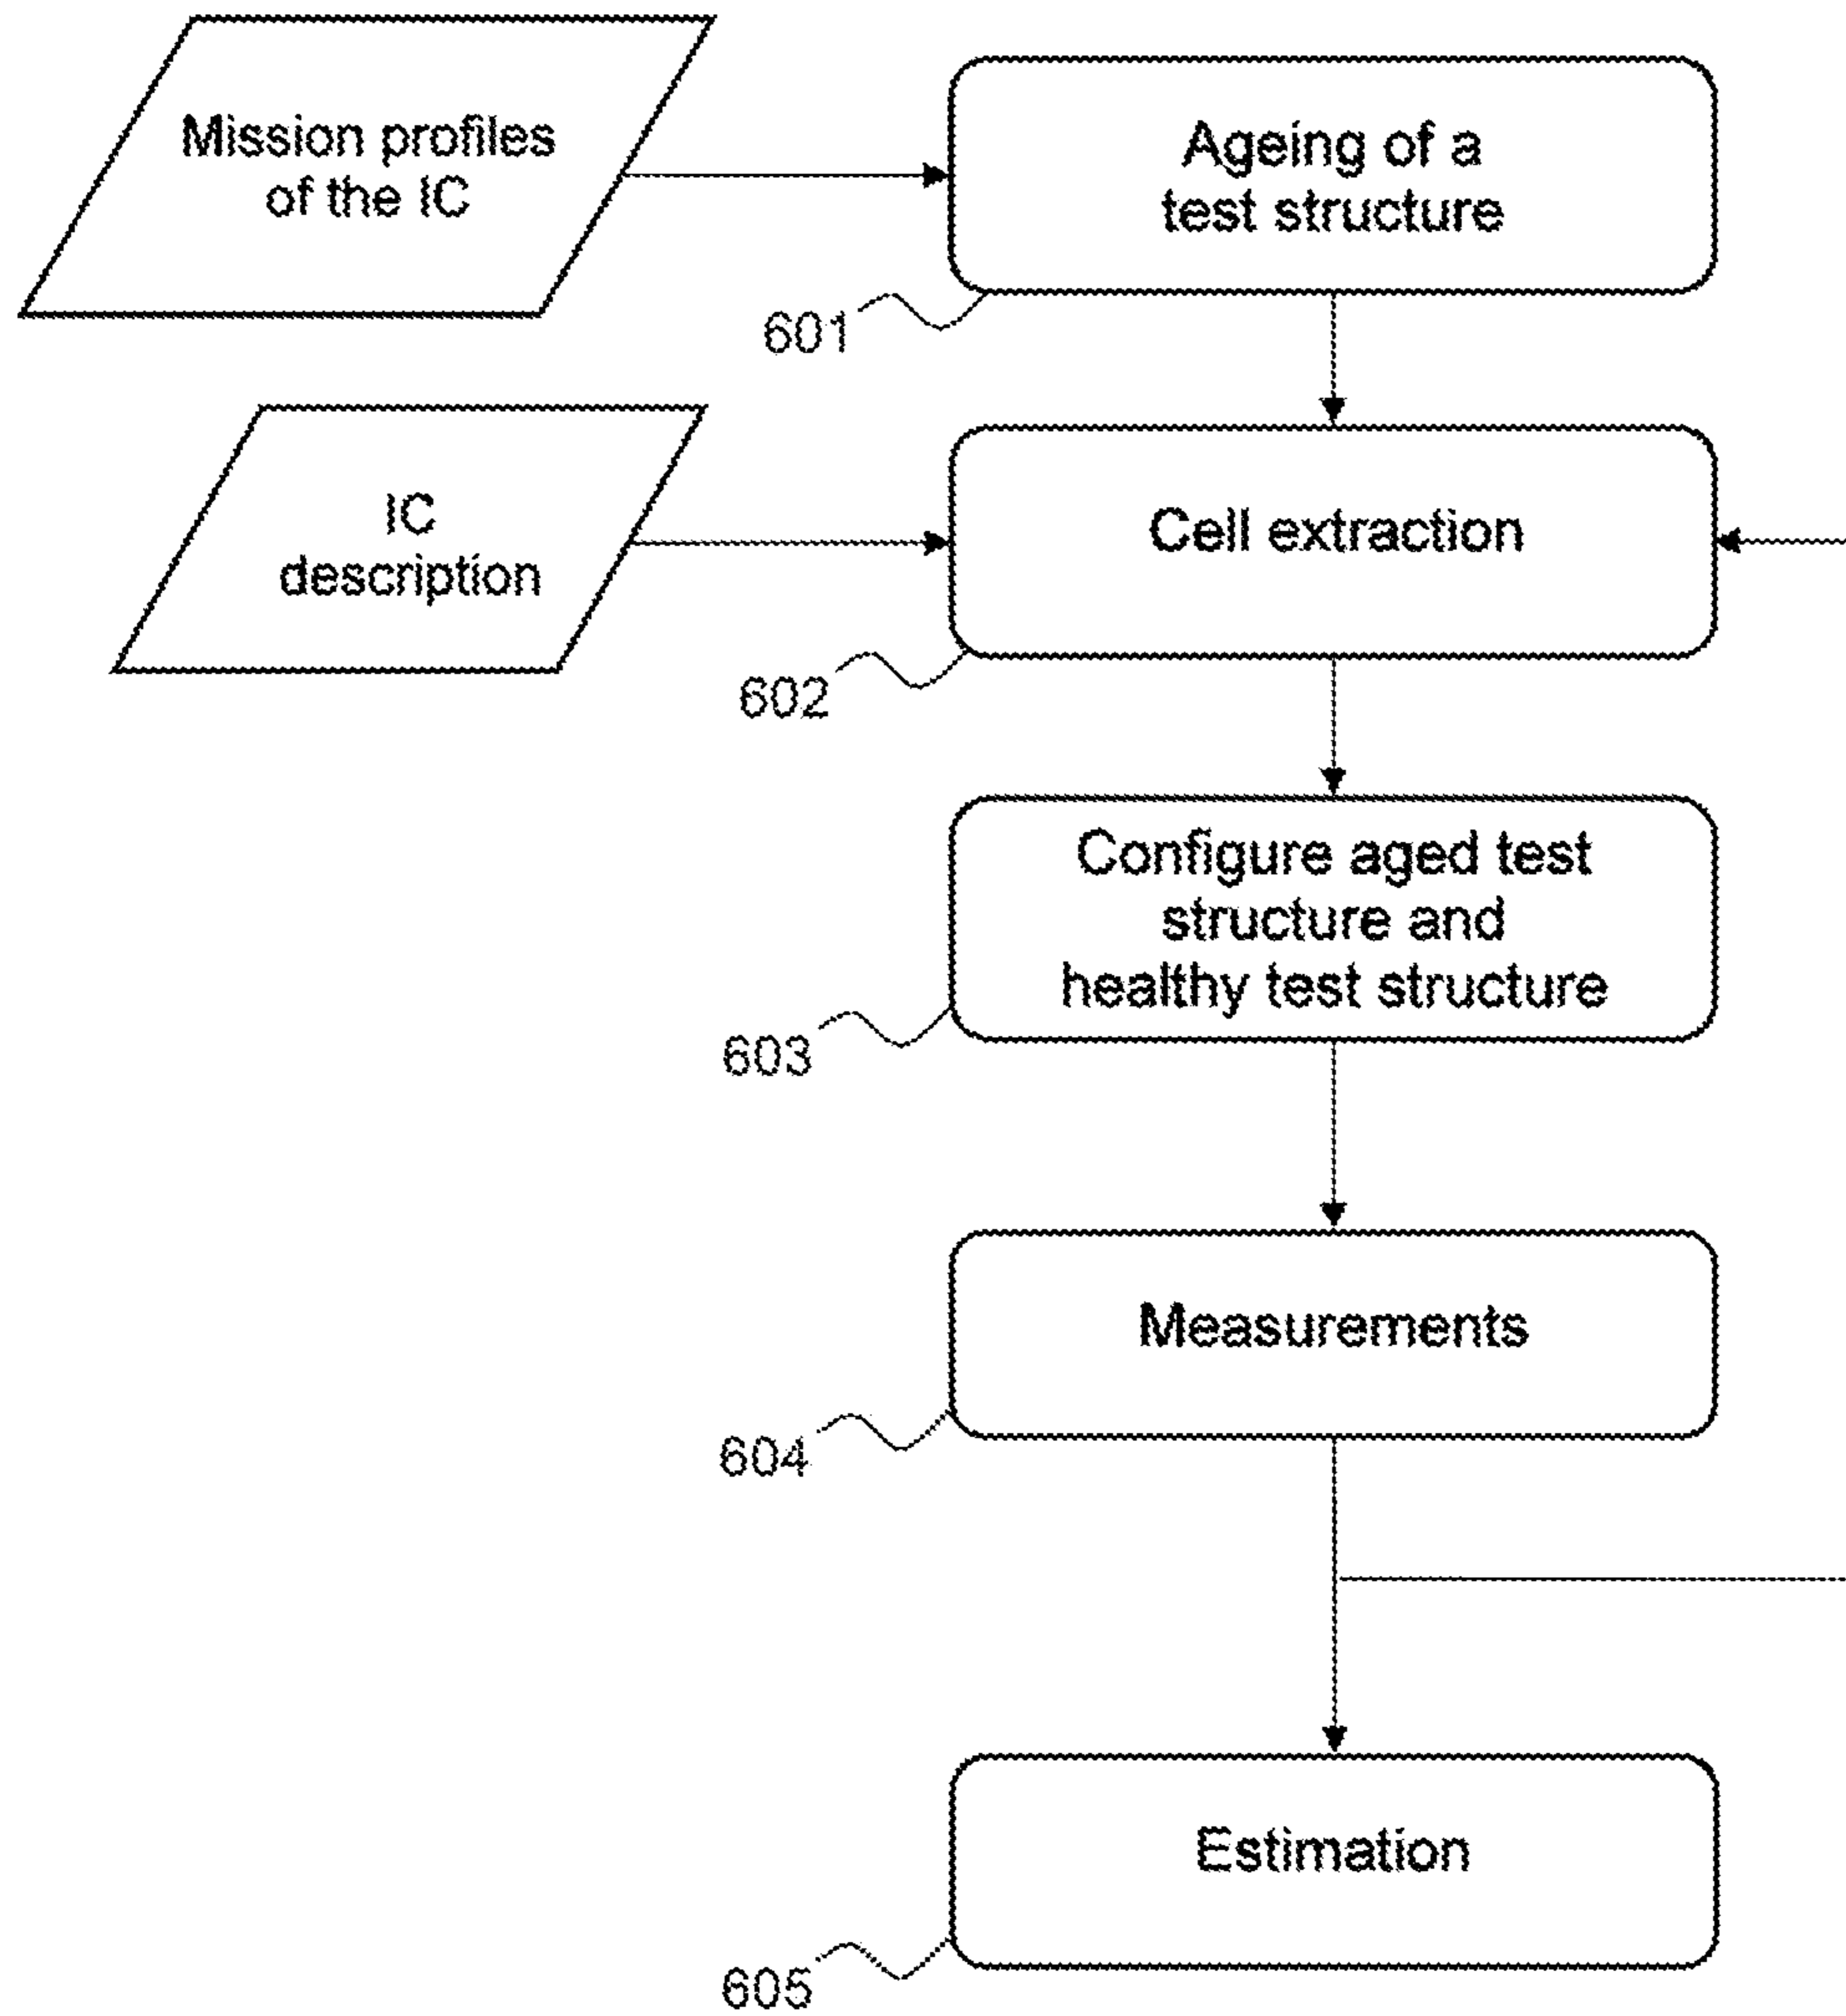 Mission profiles
of the IC
Ageing of a
test structure
601
IC
description
Cell extraction
602
Configure aged test
structure and
healthy test structure
603
Measurements
604
Estimation
605